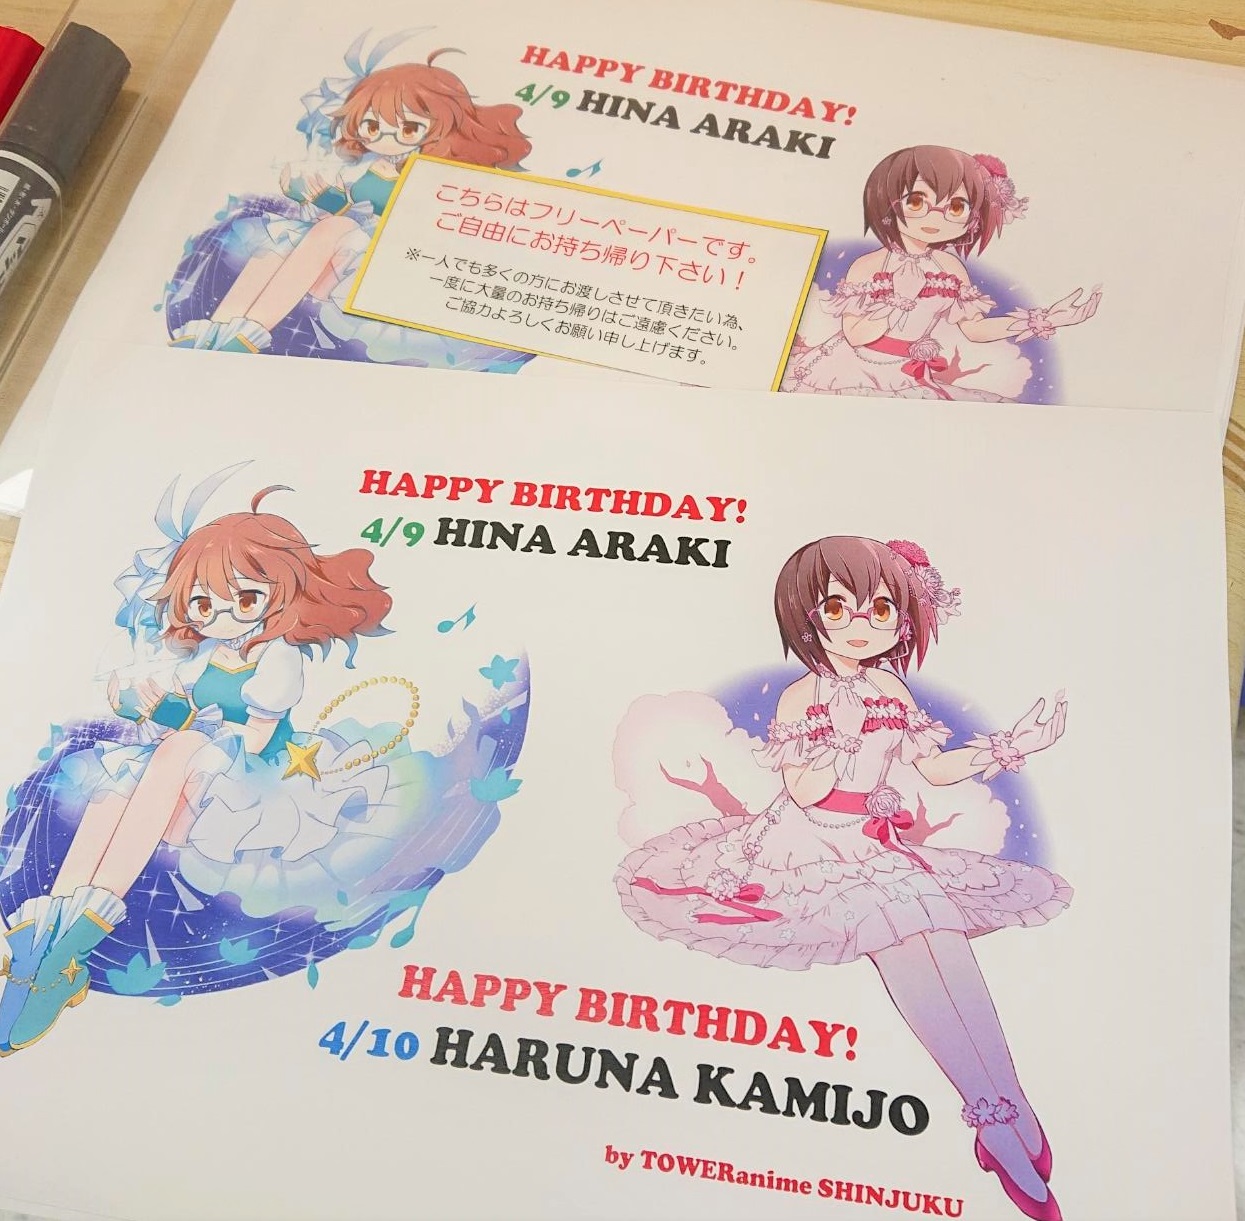 HAPPY BIRTHDAY!
4/9 HINA ARAKI
こちらはフリーペーパーです。
ご自由にお持ち帰り下さい！
※一人でも多くの方にお渡しさせて頂きたい為、
一度に大量のお持ち帰りはご遠慮ください。
ご協力よろしくお願い申し上げます。
HAPPY BIRTHDAY!
4/9 HINA ARAKI
HAPPY BIRTHDAY!
4/10 HARUNA KAMIJO
by TOWERanime SHINJUKU